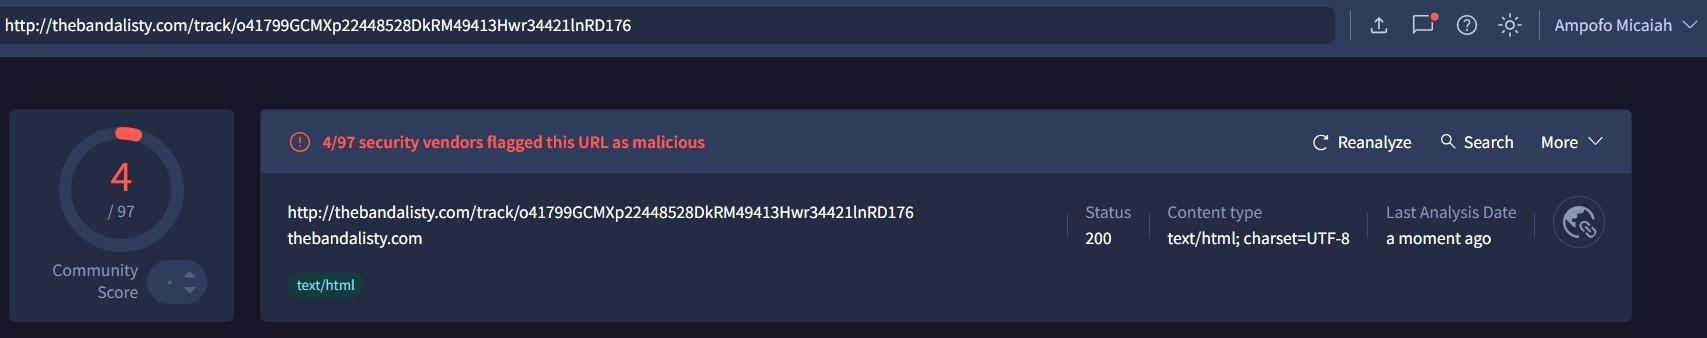 http://thebandalisty.com/track/o41799GCMXp22448528DkRM49413Hwr34421lnRD176
Ampofo Micaiah
4
/ 97
Community
Score
4/97 security vendors flagged this URL as malicious
Reanalyze
Search
More
http://thebandalisty.com/track/o41799GCMXp22448528DkRM49413Hwr34421lnRD176
thebandalisty.com
text/html
Status
200
Content type
text/html; charset=UTF-8
Last Analysis Date
a moment ago